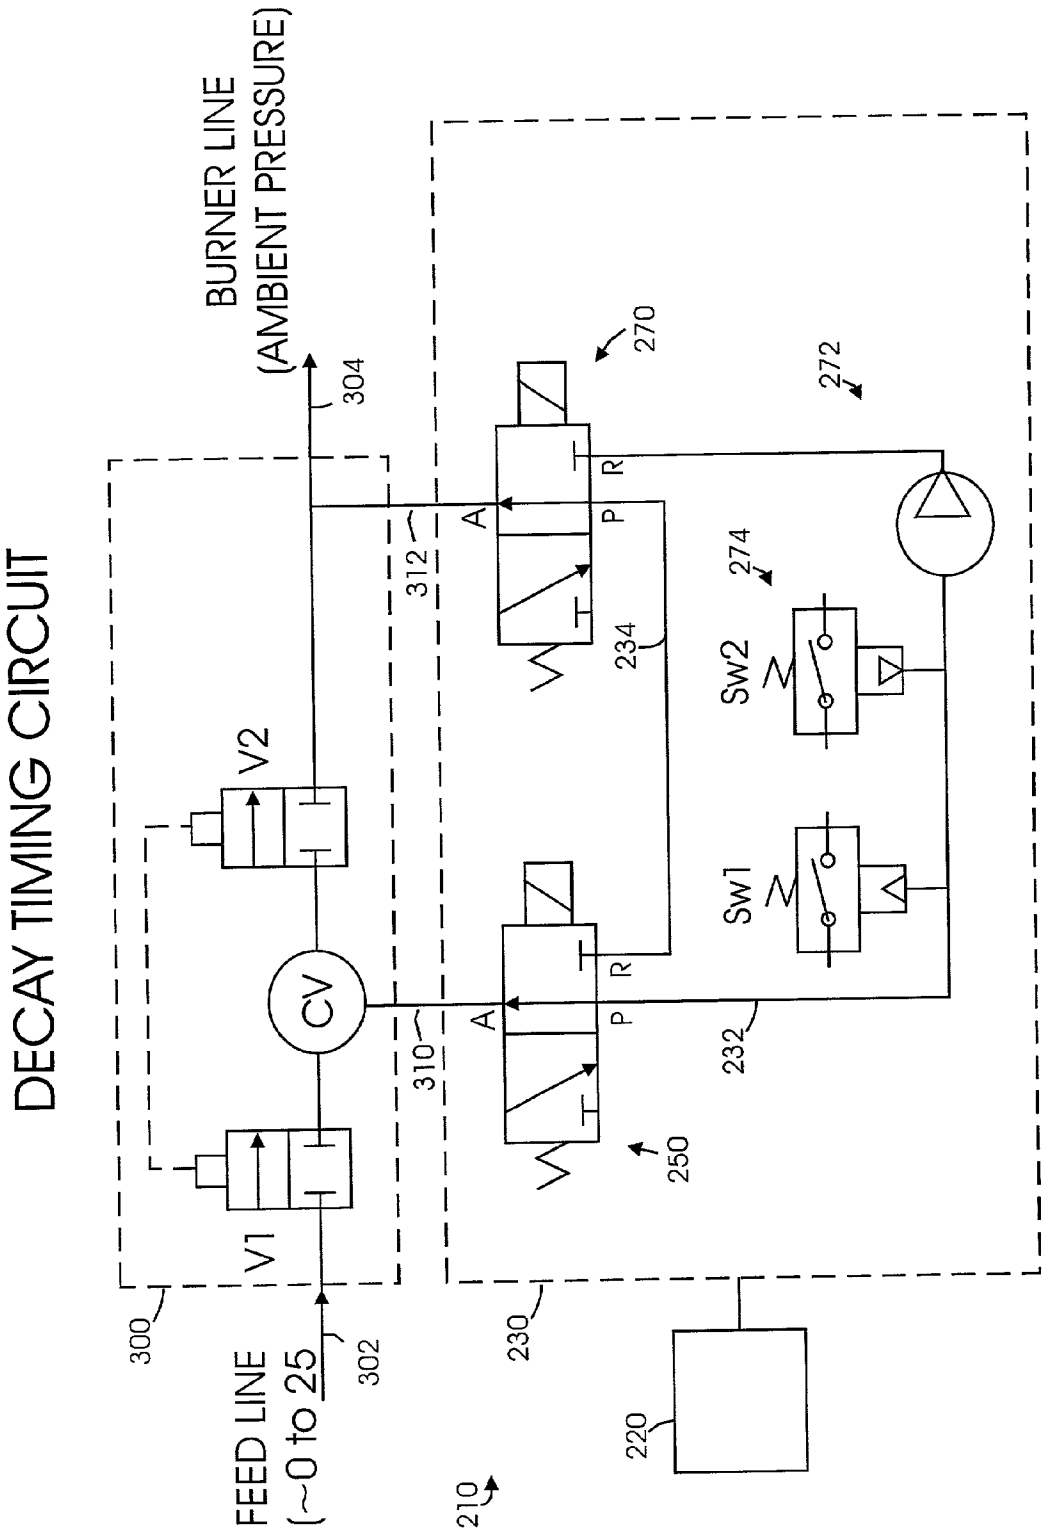 DECAY TIMING CIRCUIT
BURNER LINE
(AMBIENT PRESSURE)
V2
304
CV
V1
300
FEED LINE
(~0 to 25
302
310
312
A
A
270
R
P
R
P
234
232
250
272
274
Sw2
Sw1
230
220
210